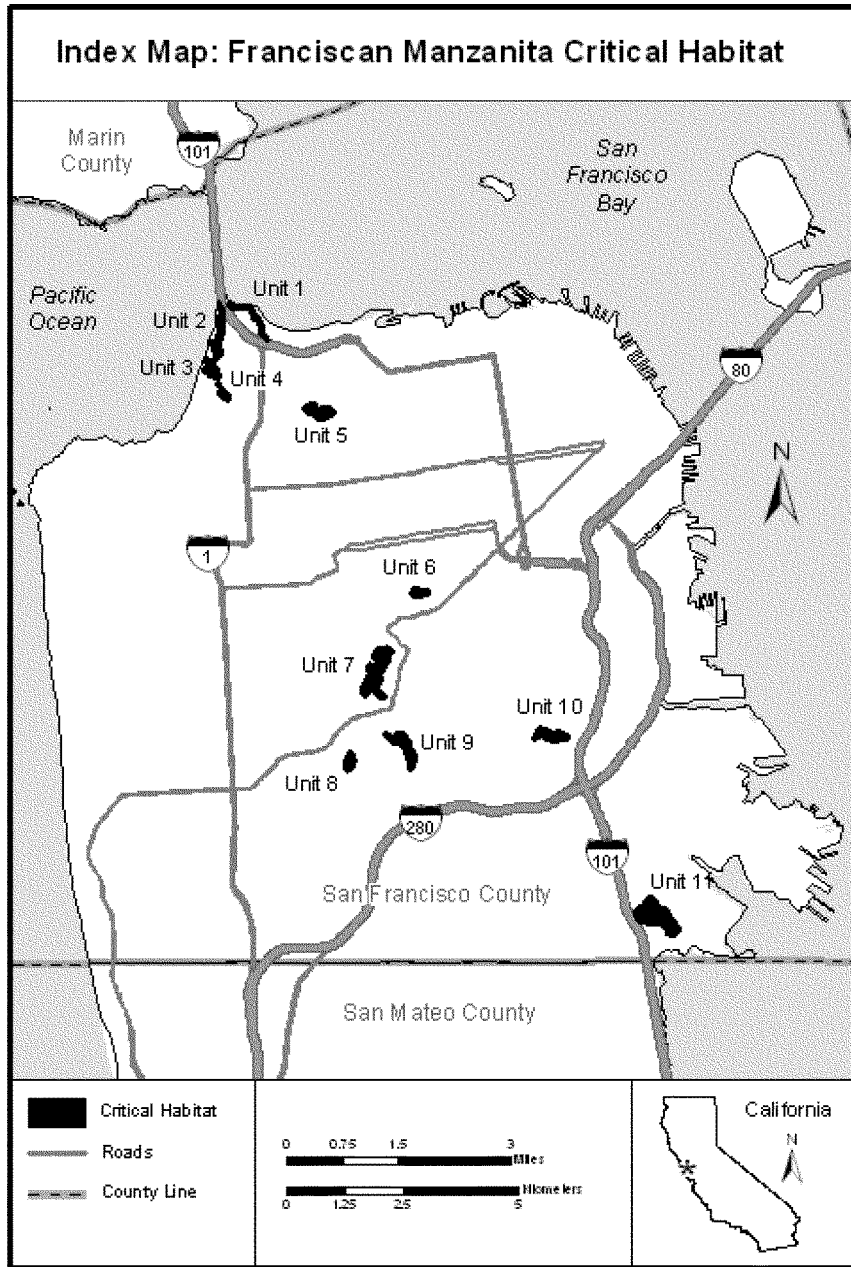 Index Map: Franciscan Manzanita Critical Habitat
Marin
County
101
San
Francisco
Bay
Pacific
Ocean
Unit 1
Unit 2
Unit 3
Unit 4
80
Unit 5
N
1
Unit 6
Unit 7
Unit 10
Unit 9
Unit 8
280
101
Unit 11
San Francisco County
San Mateo County
Critical Habitat
Roads
County Line
0 0.75 1.5 3
Miles
Kilometers
0 1.25 2.5 5
California
N